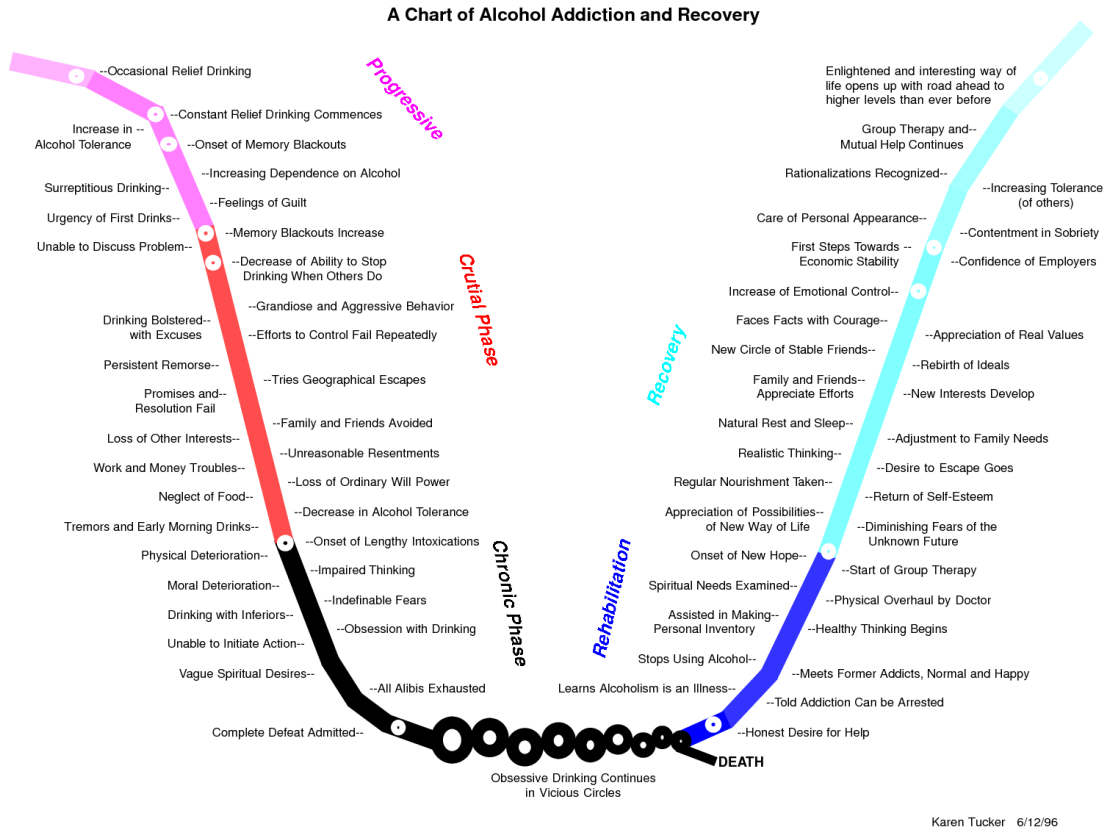 A Chart of Alcohol Addiction and Recovery
Progressive
--Occasional Relief Drinking
--Constant Relief Drinking Commences
Increase in --
Alcohol Tolerance
--Onset of Memory Blackouts
--Increasing Dependence on Alcohol
Surreptitious Drinking--
--Feelings of Guilt
Urgency of First Drinks--
--Memory Blackouts Increase
Unable to Discuss Problem--
Crutial Phase
--Decrease of Ability to Stop
Drinking When Others Do
--Grandiose and Aggressive Behavior
Drinking Bolstered--
with Excuses
--Efforts to Control Fail Repeatedly
Persistent Remorse--
--Tries Geographical Escapes
Promises and--
Resolution Fail
--Family and Friends Avoided
Loss of Other Interests--
--Unreasonable Resentments
Work and Money Troubles--
--Loss of Ordinary Will Power
Neglect of Food--
--Decrease in Alcohol Tolerance
Tremors and Early Morning Drinks--
--Onset of Lengthy Intoxications
Chronic Phase
Physical Deterioration--
--Impaired Thinking
Moral Deterioration--
--Indefinable Fears
Drinking with Inferiors--
--Obsession with Drinking
Unable to Initiate Action--
Vague Spiritual Desires--
--All Alibis Exhausted
Complete Defeat Admitted--
Obsessive Drinking Continues
in Vicious Circles
DEATH
Enlightened and interesting way of
life opens up with road ahead to
higher levels than ever before
Group Therapy and--
Mutual Help Continues
Rationalizations Recognized--
--Increasing Tolerance
(of others)
Care of Personal Appearance--
--Contentment in Sobriety
First Steps Towards --
Economic Stability
--Confidence of Employers
Increase of Emotional Control--
Faces Facts with Courage--
--Appreciation of Real Values
New Circle of Stable Friends--
--Rebirth of Ideals
Recovery
Family and Friends--
Appreciate Efforts
--New Interests Develop
Natural Rest and Sleep--
--Adjustment to Family Needs
Realistic Thinking--
--Desire to Escape Goes
Regular Nourishment Taken--
--Return of Self-Esteem
Appreciation of Possibilities--
of New Way of Life
--Diminishing Fears of the
Unknown Future
Onset of New Hope--
--Start of Group Therapy
Rehabilitation
Spiritual Needs Examined--
--Physical Overhaul by Doctor
Assisted in Making--
Personal Inventory
--Healthy Thinking Begins
Stops Using Alcohol--
--Meets Former Addicts, Normal and Happy
Learns Alcoholism is an Illness--
--Told Addiction Can be Arrested
--Honest Desire for Help
Karen Tucker 6/12/96